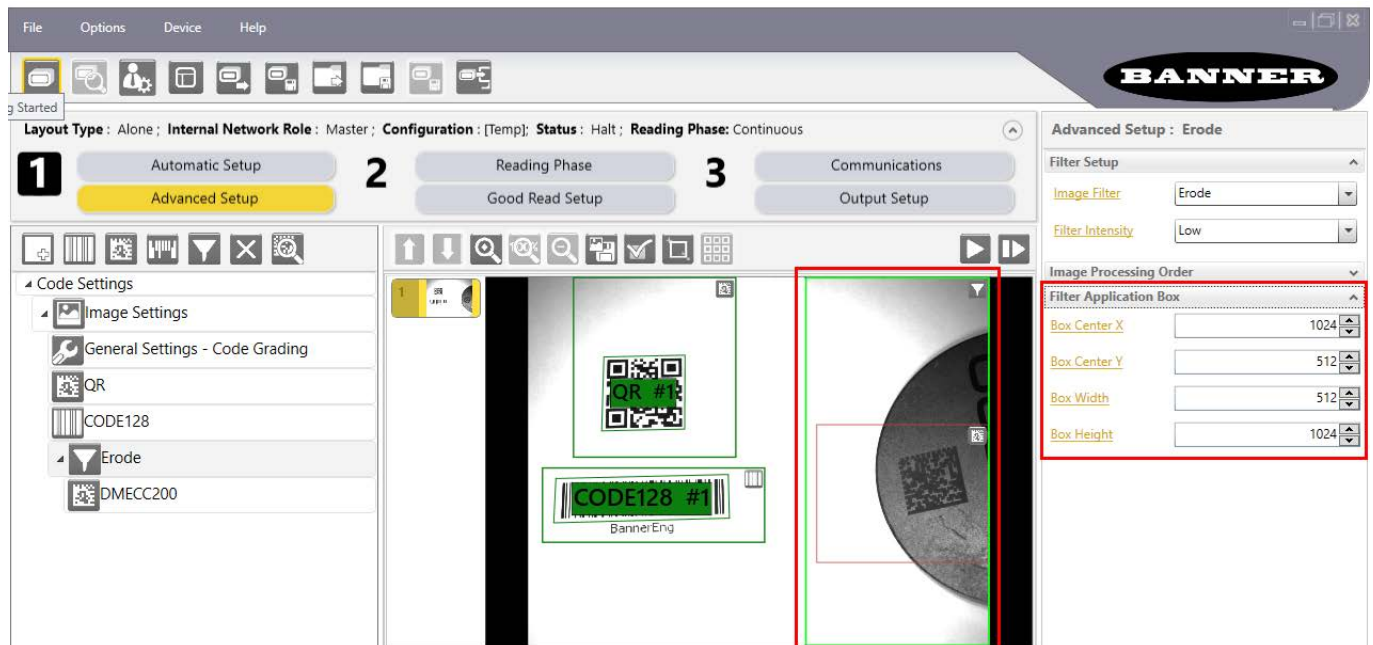 File Options Device Help
BANNER
g Started
Layout Type : Alone ; Internal Network Role : Master ; Configuration : [Temp]; Status : Halt ; Reading Phase: Continuous
1 Automatic Setup 2 Reading Phase 3 Communications
Advanced Setup Good Read Setup Output Setup
Advanced Setup : Erode
Filter Setup
Image Filter Erode
Filter Intensity Low
Image Processing Order
Filter Application Box
Box Center X 1024
Box Center Y 512
Box Width 512
Box Height 1024
Code Settings
Image Settings
General Settings - Code Grading
QR
CODE128
Erode
DMECC200
1
QR #1
CODE128 #1
BannerEng